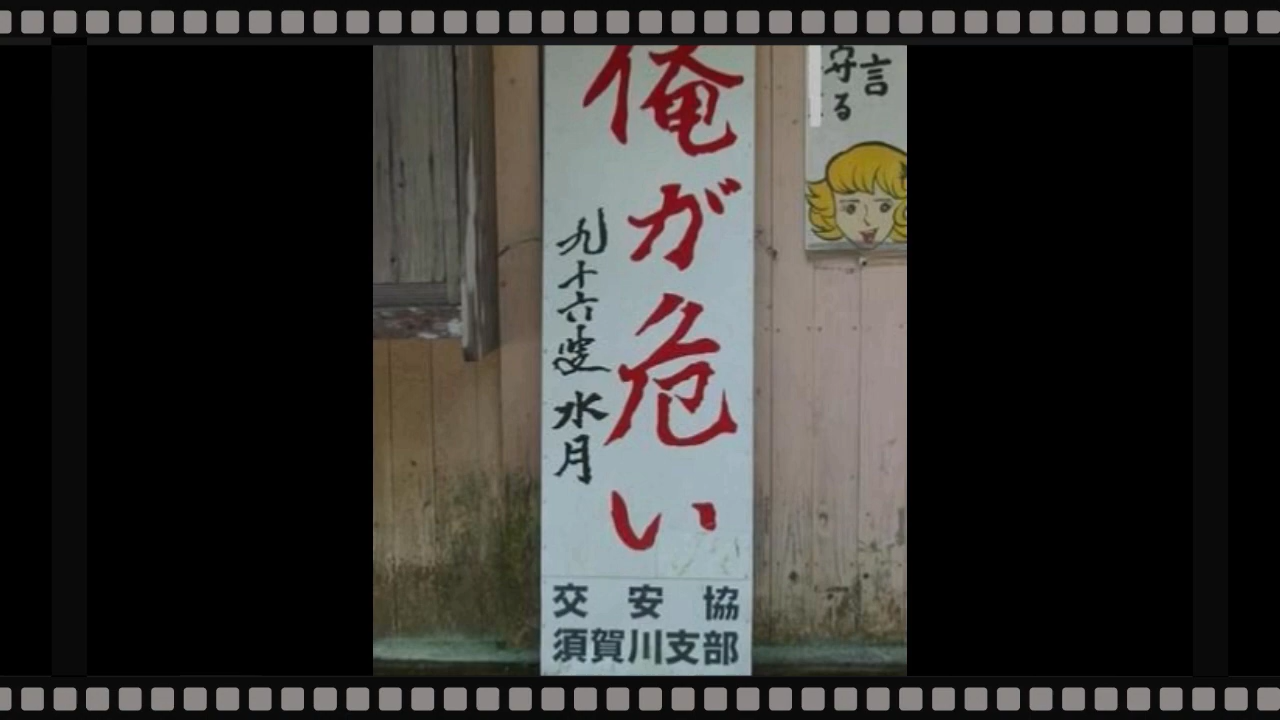 言
守る
俺が危い
九十六叟 水月
交安協
須賀川支部